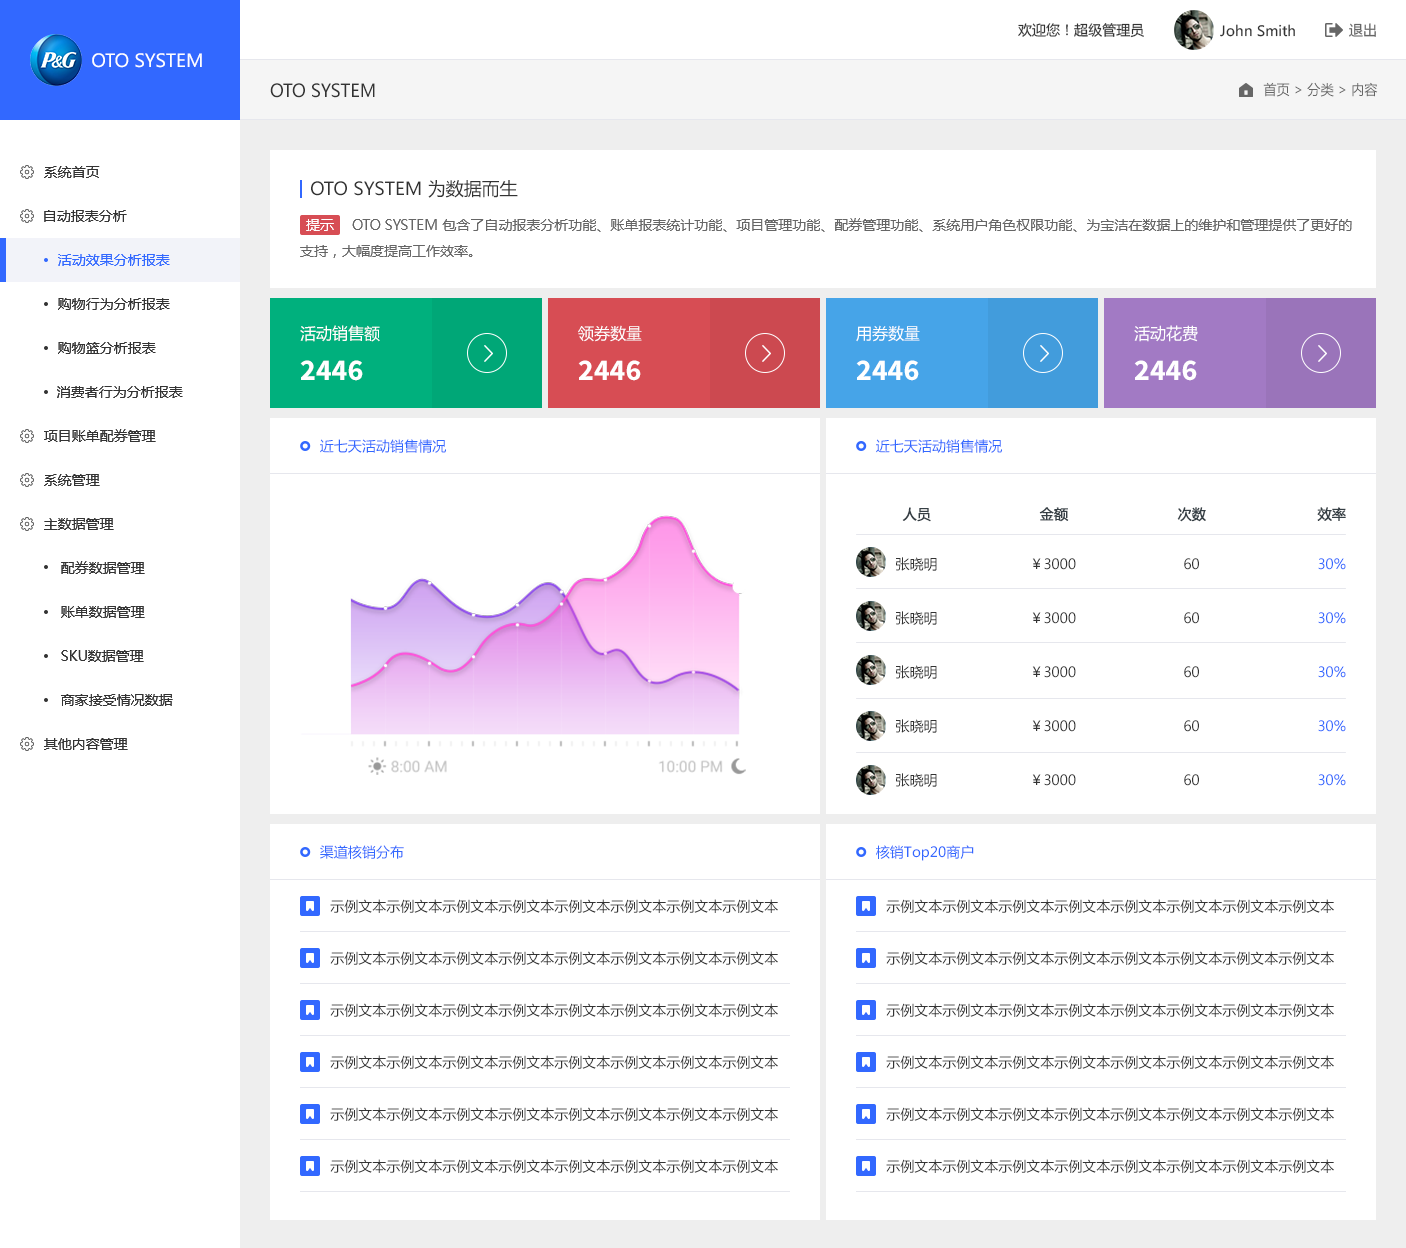 P&G OTO SYSTEM
欢迎您！超级管理员 John Smith 退出
OTO SYSTEM
首页 > 分类 > 内容
系统首页
自动报表分析
活动效果分析报表
购物行为分析报表
购物篮分析报表
消费者行为分析报表
项目账单配券管理
系统管理
主数据管理
配券数据管理
账单数据管理
SKU数据管理
商家接受情况数据
其他内容管理
OTO SYSTEM 为数据而生
提示 OTO SYSTEM 包含了自动报表分析功能、账单报表统计功能、项目管理功能、配券管理功能、系统用户角色权限功能、为宝洁在数据上的维护和管理提供了更好的
支持，大幅度提高工作效率。
活动销售额
2446
领券数量
2446
用券数量
2446
活动花费
2446
近七天活动销售情况
8:00 AM
10:00 PM
近七天活动销售情况
人员 金额 次数 效率
张晓明 ¥ 3000 60 30%
张晓明 ¥ 3000 60 30%
张晓明 ¥ 3000 60 30%
张晓明 ¥ 3000 60 30%
张晓明 ¥ 3000 60 30%
渠道核销分布
示例文本示例文本示例文本示例文本示例文本示例文本示例文本示例文本
示例文本示例文本示例文本示例文本示例文本示例文本示例文本示例文本
示例文本示例文本示例文本示例文本示例文本示例文本示例文本示例文本
示例文本示例文本示例文本示例文本示例文本示例文本示例文本示例文本
示例文本示例文本示例文本示例文本示例文本示例文本示例文本示例文本
示例文本示例文本示例文本示例文本示例文本示例文本示例文本示例文本
核销Top20商户
示例文本示例文本示例文本示例文本示例文本示例文本示例文本示例文本
示例文本示例文本示例文本示例文本示例文本示例文本示例文本示例文本
示例文本示例文本示例文本示例文本示例文本示例文本示例文本示例文本
示例文本示例文本示例文本示例文本示例文本示例文本示例文本示例文本
示例文本示例文本示例文本示例文本示例文本示例文本示例文本示例文本
示例文本示例文本示例文本示例文本示例文本示例文本示例文本示例文本